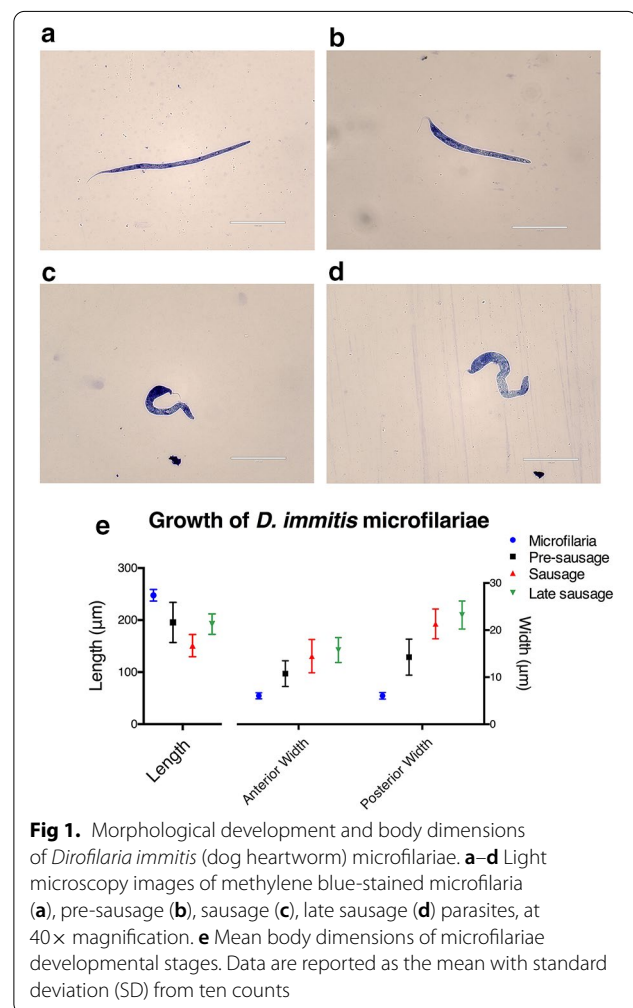 a
b
c
d
e Growth of D. immitis microfilariae
Microfilaria
Pre-sausage
Sausage
Late sausage
300
200
100
0
Length (µm)
30
20
10
0
Width (µm)
Length
Anterior Width
Posterior Width
Fig 1. Morphological development and body dimensions
of Dirofilaria immitis (dog heartworm) microfilariae. a–d Light
microscopy images of methylene blue-stained microfilaria
(a), pre-sausage (b), sausage (c), late sausage (d) parasites, at
40× magnification. e Mean body dimensions of microfilariae
developmental stages. Data are reported as the mean with standard
deviation (SD) from ten counts